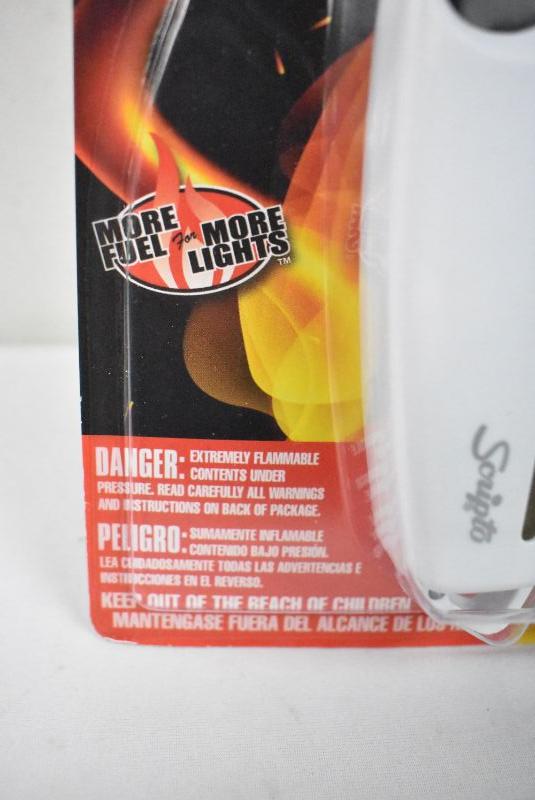 MORE FUEL For MORE LIGHTS™
DANGER: EXTREMELY FLAMMABLE
CONTENTS UNDER
PRESSURE. READ CAREFULLY ALL WARNINGS
AND INSTRUCTIONS ON BACK OF PACKAGE.
PELIGRO: SUMAMENTE INFLAMABLE
CONTENIDO BAJO PRESIÓN.
LEA CUIDADOSAMENTE TODAS LAS ADVERTENCIAS E
INSTRUCCIONES EN EL REVERSO.
KEEP OUT OF THE REACH OF CHILDREN
MANTENGASE FUERA DEL ALCANCE DE LOS
Scripto